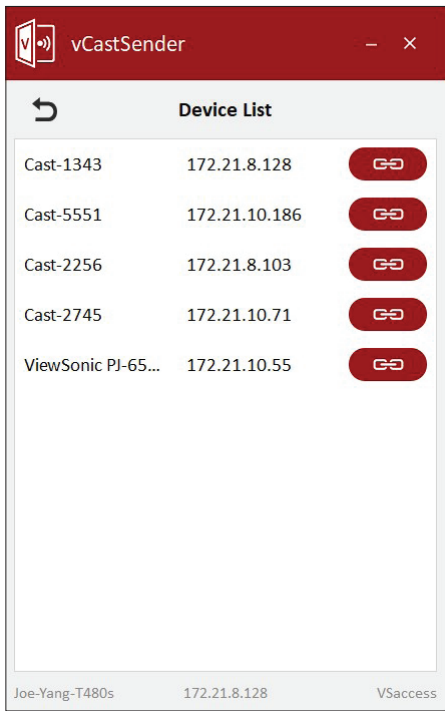 V vCastSender
Device List
Cast-1343 172.21.8.128
Cast-5551 172.21.10.186
Cast-2256 172.21.8.103
Cast-2745 172.21.10.71
ViewSonic PJ-65... 172.21.10.55
Joe-Yang-T480s 172.21.8.128 VSaccess